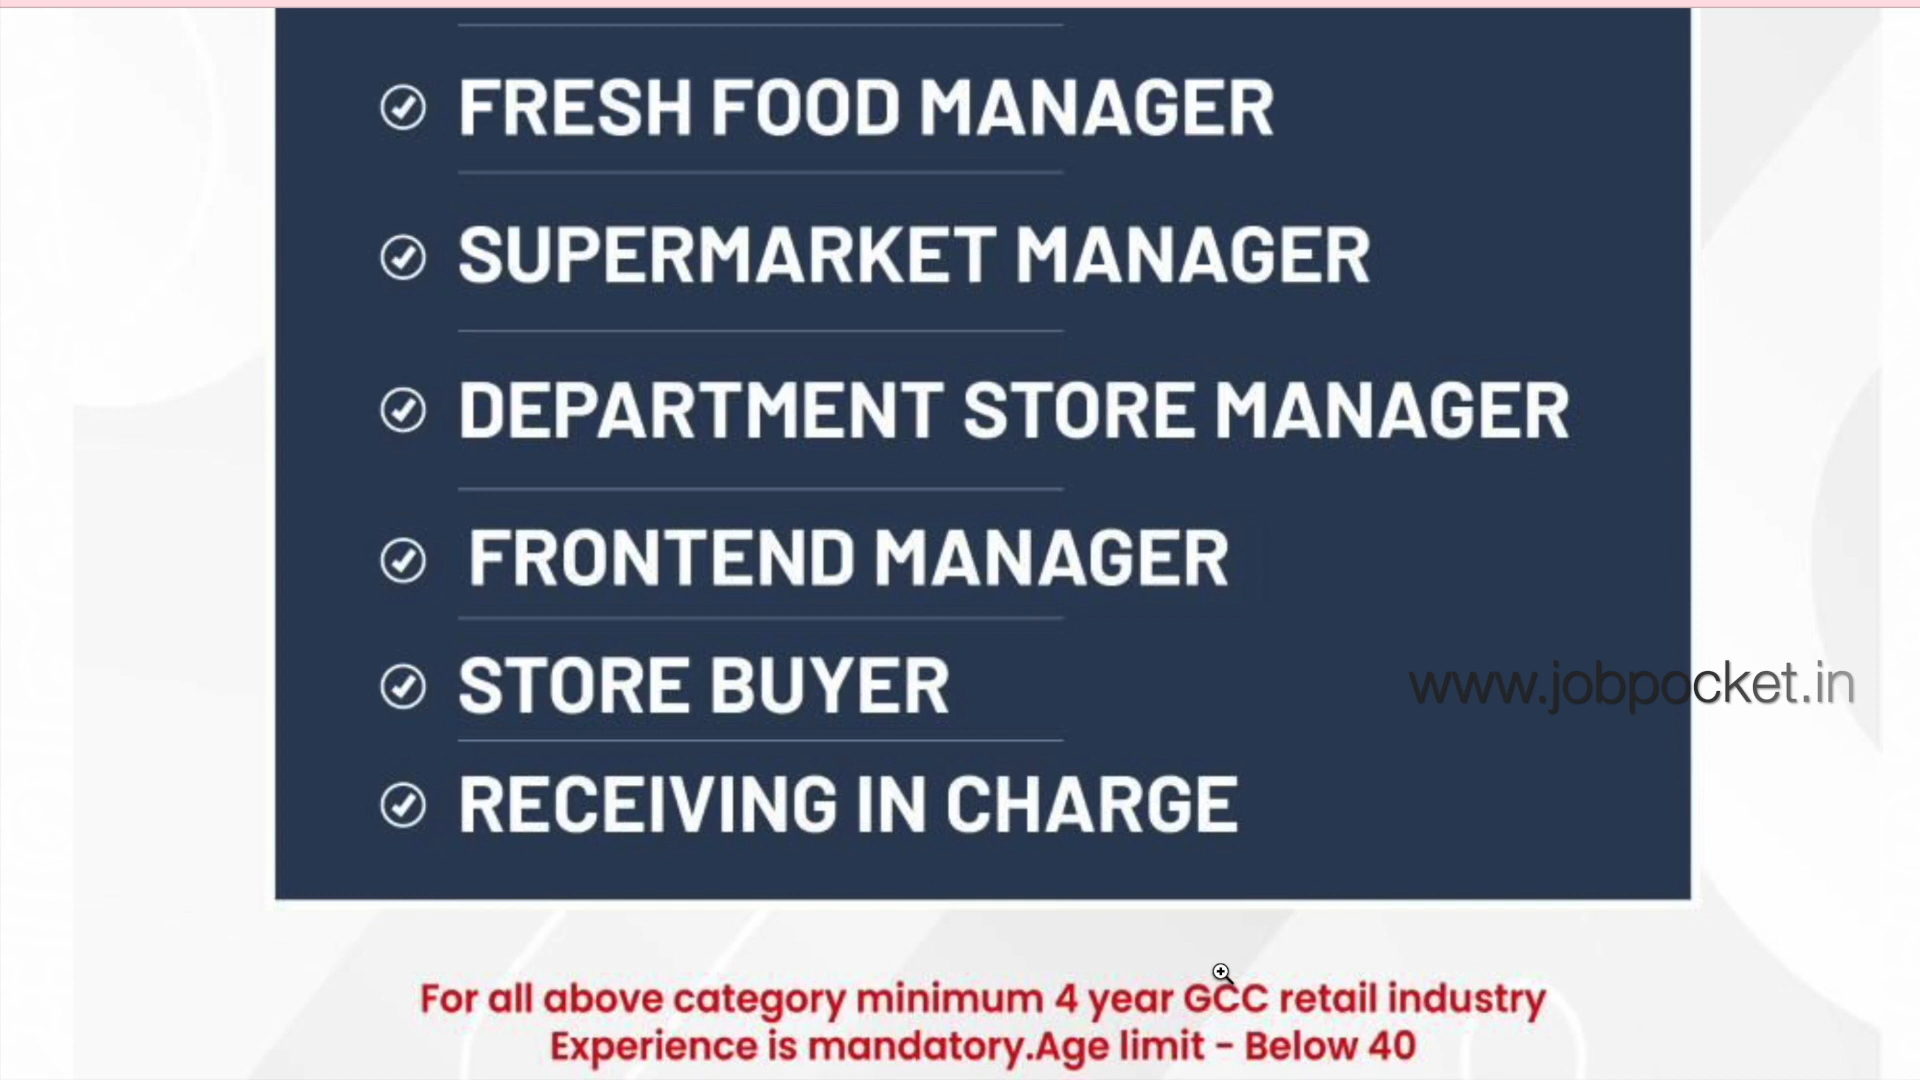 FRESH FOOD MANAGER
SUPERMARKET MANAGER
DEPARTMENT STORE MANAGER
FRONTEND MANAGER
STORE BUYER
www.jobpocket.in
RECEIVING IN CHARGE
For all above category minimum 4 year GCC retail industry
Experience is mandatory.Age limit - Below 40